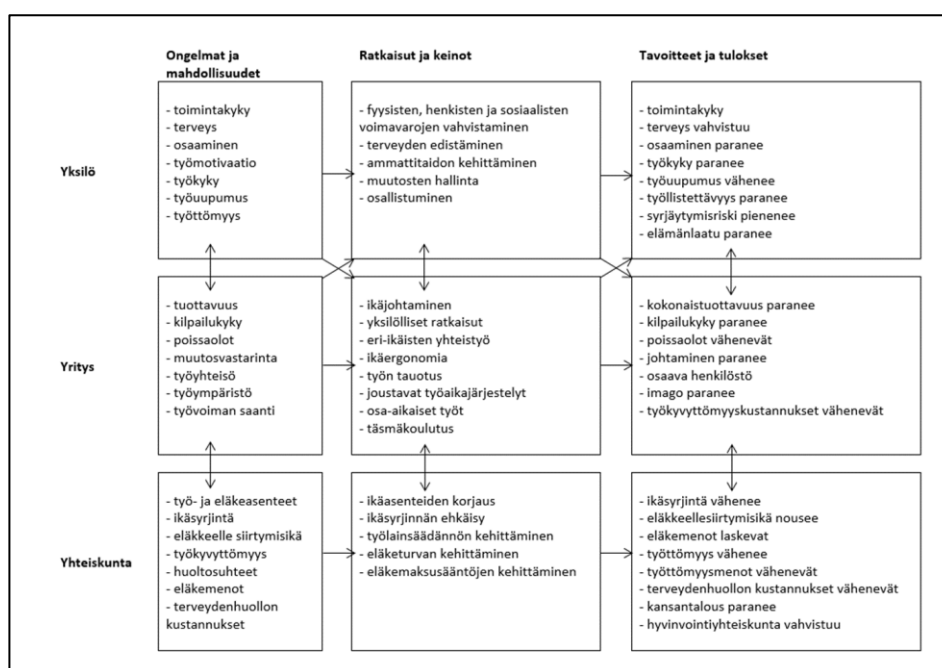 Ongelmat ja
mahdollisuudet
Ratkaisut ja keinot
Tavoitteet ja tulokset
Yksilö
- toimintakyky
- terveys
- osaaminen
- työmotivaatio
- työkyky
- työuupumus
- työttömyys
- fyysisten, henkisten ja sosiaalisten
voimavarojen vahvistaminen
- terveyden edistäminen
- ammattitaidon kehittäminen
- muutosten hallinta
- osallistuminen
- toimintakyky
- terveys vahvistuu
- osaaminen paranee
- työkyky paranee
- työuupumus vähenee
- työllistettävyys paranee
- syrjäytymisriski pienenee
- elämänlaatu paranee
Yritys
- tuottavuus
- kilpailukyky
- poissaolot
- muutosvastarinta
- työyhteisö
- työympäristö
- työvoiman saanti
- ikäjohtaminen
- yksilölliset ratkaisut
- eri-ikäisten yhteistyö
- ikäergonomia
- työn tauotus
- joustavat työaikajärjestelyt
- osa-aikaiset työt
- täsmäkoulutus
- kokonaistuottavuus paranee
- kilpailukyky paranee
- poissaolot vähenevät
- johtaminen paranee
- osaava henkilöstö
- imago paranee
- työkyvyttömyyskustannukset vähenevät
Yhteiskunta
- työ- ja eläkeasenteet
- ikäsyrjintä
- eläkkelle siirtymisikä
- työkyvyttömyys
- huoltosuhteet
- eläkemenot
- terveydenhuollon
kustannukset
- ikäasenteiden korjaus
- ikäsyrjinnän ehkäisy
- työlainsäädännön kehittäminen
- eläketurvan kehittäminen
- eläkemaksusääntöjen kehittäminen
- ikäsyrjintä vähenee
- eläkkeellesiirtymisikä nousee
- eläkemenot laskevat
- työttömyys vähenee
- työttömyysmenot vähenevät
- terveydenhuollon kustannukset vähenevät
- kansantalous paranee
- hyvinvointiyhteiskunta vahvistuu